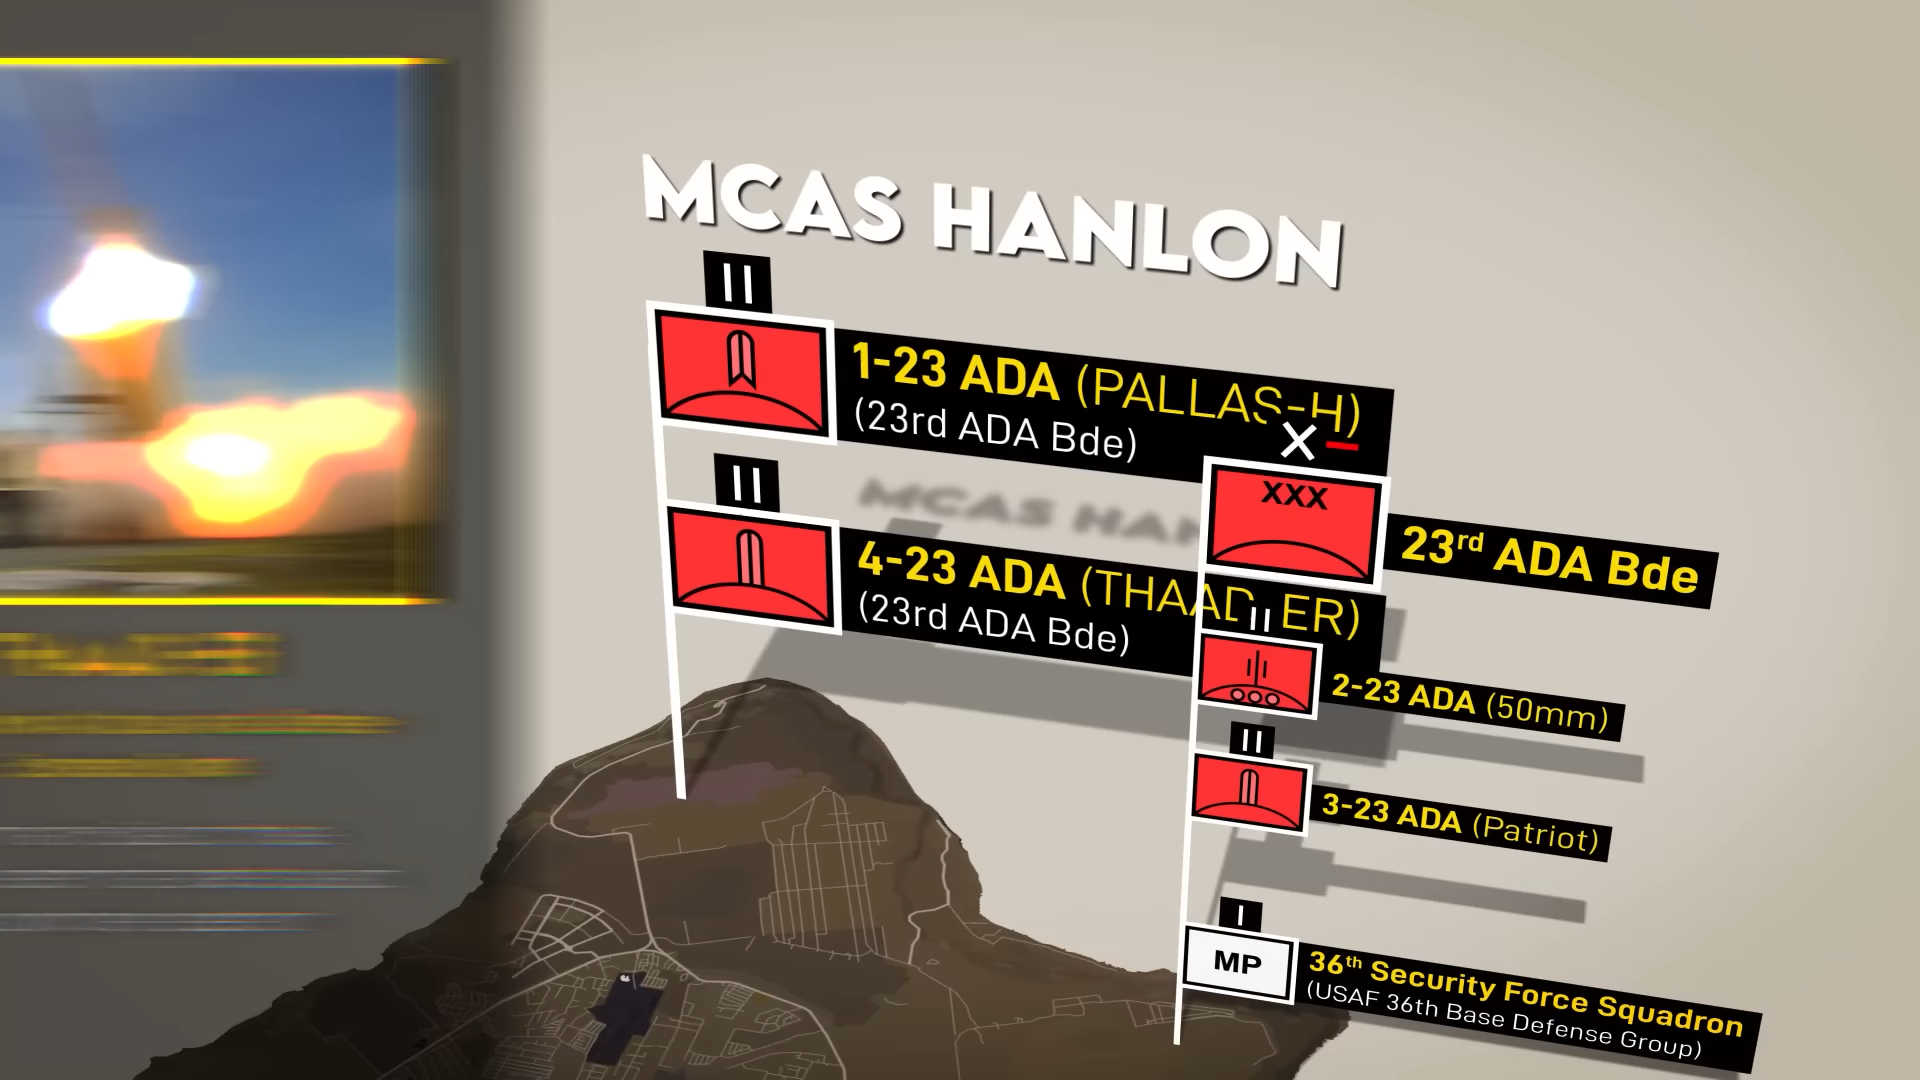 MCAS HANLON
II
1-23 ADA (PALLAS-H)
(23rd ADA Bde)
II
4-23 ADA (THAAD-ER)
(23rd ADA Bde)
X
XXX
23rd ADA Bde
II
2-23 ADA (50mm)
II
3-23 ADA (Patriot)
I
MP
36th Security Force Squadron
(USAF 36th Base Defense Group)